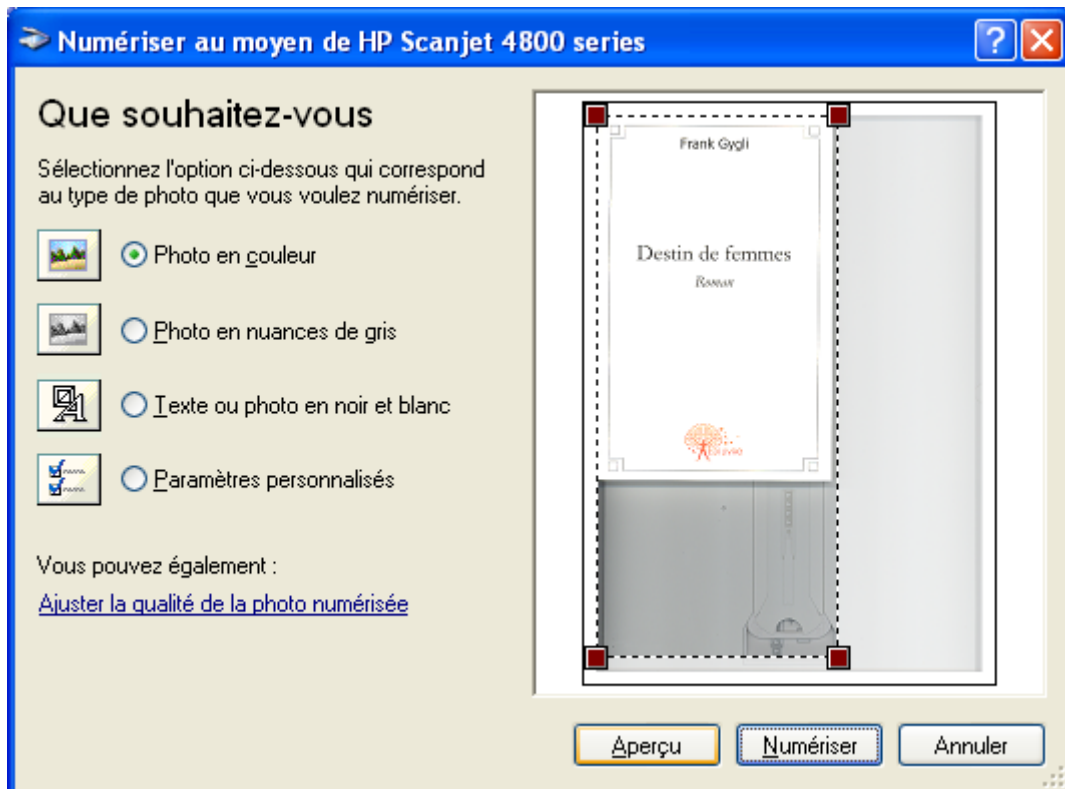 Numériser au moyen de HP Scanjet 4800 series
Que souhaitez-vous
Sélectionnez l'option ci-dessous qui correspond
au type de photo que vous voulez numériser.
Photo en couleur
Photo en nuances de gris
Texte ou photo en noir et blanc
Paramètres personnalisés
Vous pouvez également :
Ajuster la qualité de la photo numérisée
Frank Gygli
Destin de femmes
Roman
Edilivre
Aperçu
Numériser
Annuler